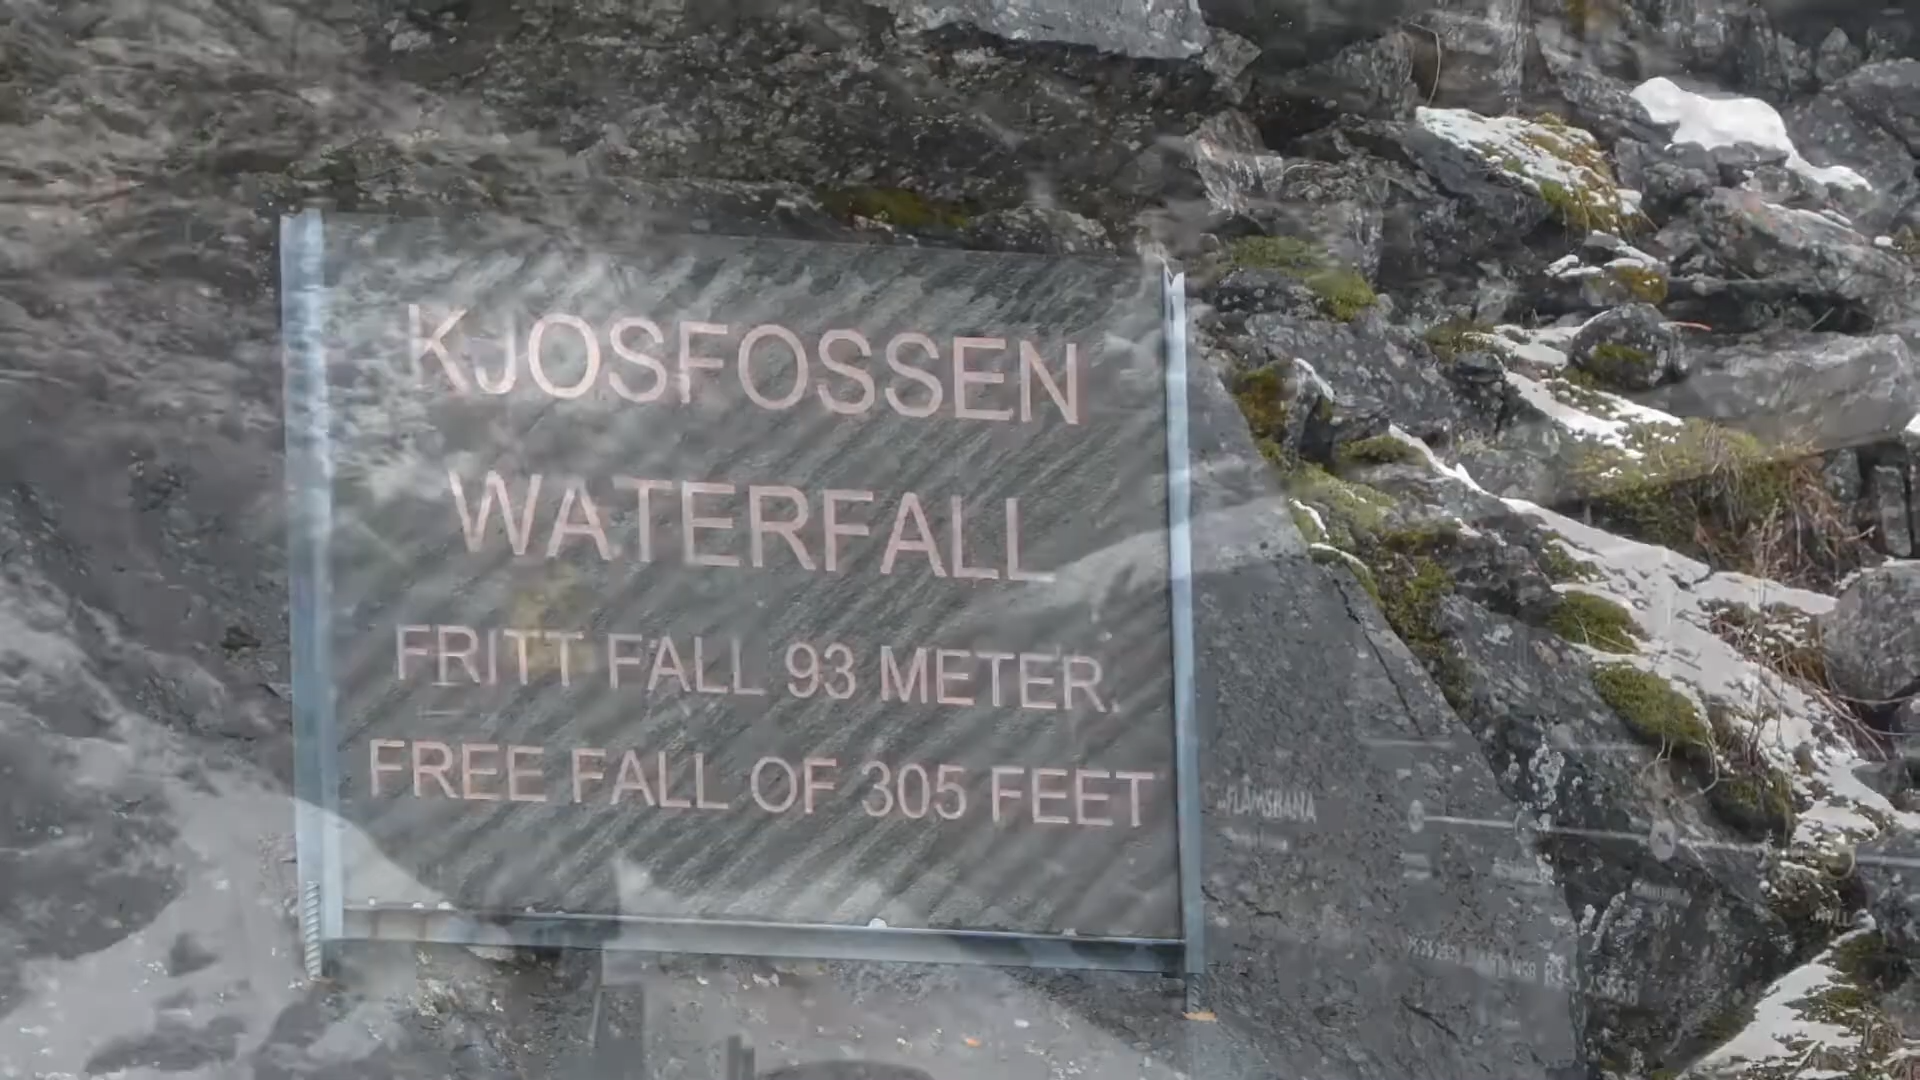 KJOSFOSSEN
WATERFALL
FRITT FALL 93 METER.
FREE FALL OF 305 FEET
FLÅMSBANA